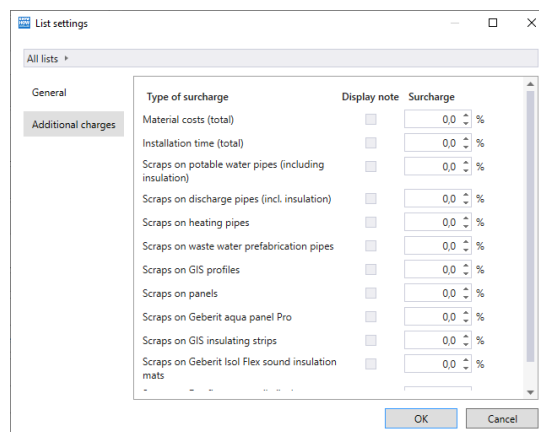 List settings
All lists
General
Additional charges
Type of surcharge Display note Surcharge
Material costs (total) 0,0 %
Installation time (total) 0,0 %
Scraps on potable water pipes (including
insulation) 0,0 %
Scraps on discharge pipes (incl. insulation) 0,0 %
Scraps on heating pipes 0,0 %
Scraps on waste water prefabrication pipes 0,0 %
Scraps on GIS profiles 0,0 %
Scraps on panels 0,0 %
Scraps on Geberit aqua panel Pro 0,0 %
Scraps on GIS insulating strips 0,0 %
Scraps on Geberit Isol Flex sound insulation
mats 0,0 %
OK Cancel